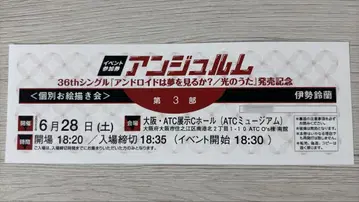 イベント参加券 アンジュルム
36thシングル「アンドロイドは夢を見るか?／光のうた」発売記念
＜個別お絵描き会＞ 第3部 伊勢鈴蘭
開催日 6月28日(土)
会場 大阪・ATC展示Cホール(ATCミュージアム)
大阪府大阪市住之江区南港北2丁目1-10 ATC O's棟 南館
時間 開場 18:20 ／入場締切 18:35 (イベント開始 18:30)